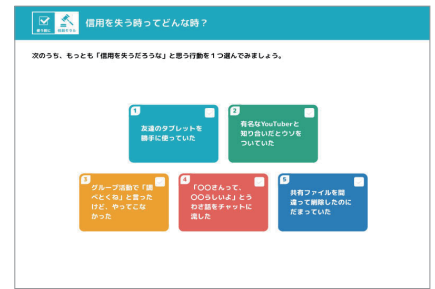 信用を失う時ってどんな時？
次のうち、もっとも「信用を失うだろうな」と思う行動を1つ選んでみましょう。
1
友達のタブレットを
勝手に使っていた
2
有名なYouTuberと
知り合いだとウソを
ついていた
3
グループ活動で「調
べとくね」と言った
けど、やってこな
かった
4
「〇〇さんって、
〇〇らしいよ」とう
わさ話をチャットに
流した
5
共有ファイルを間
違って削除したのに
だまっていた